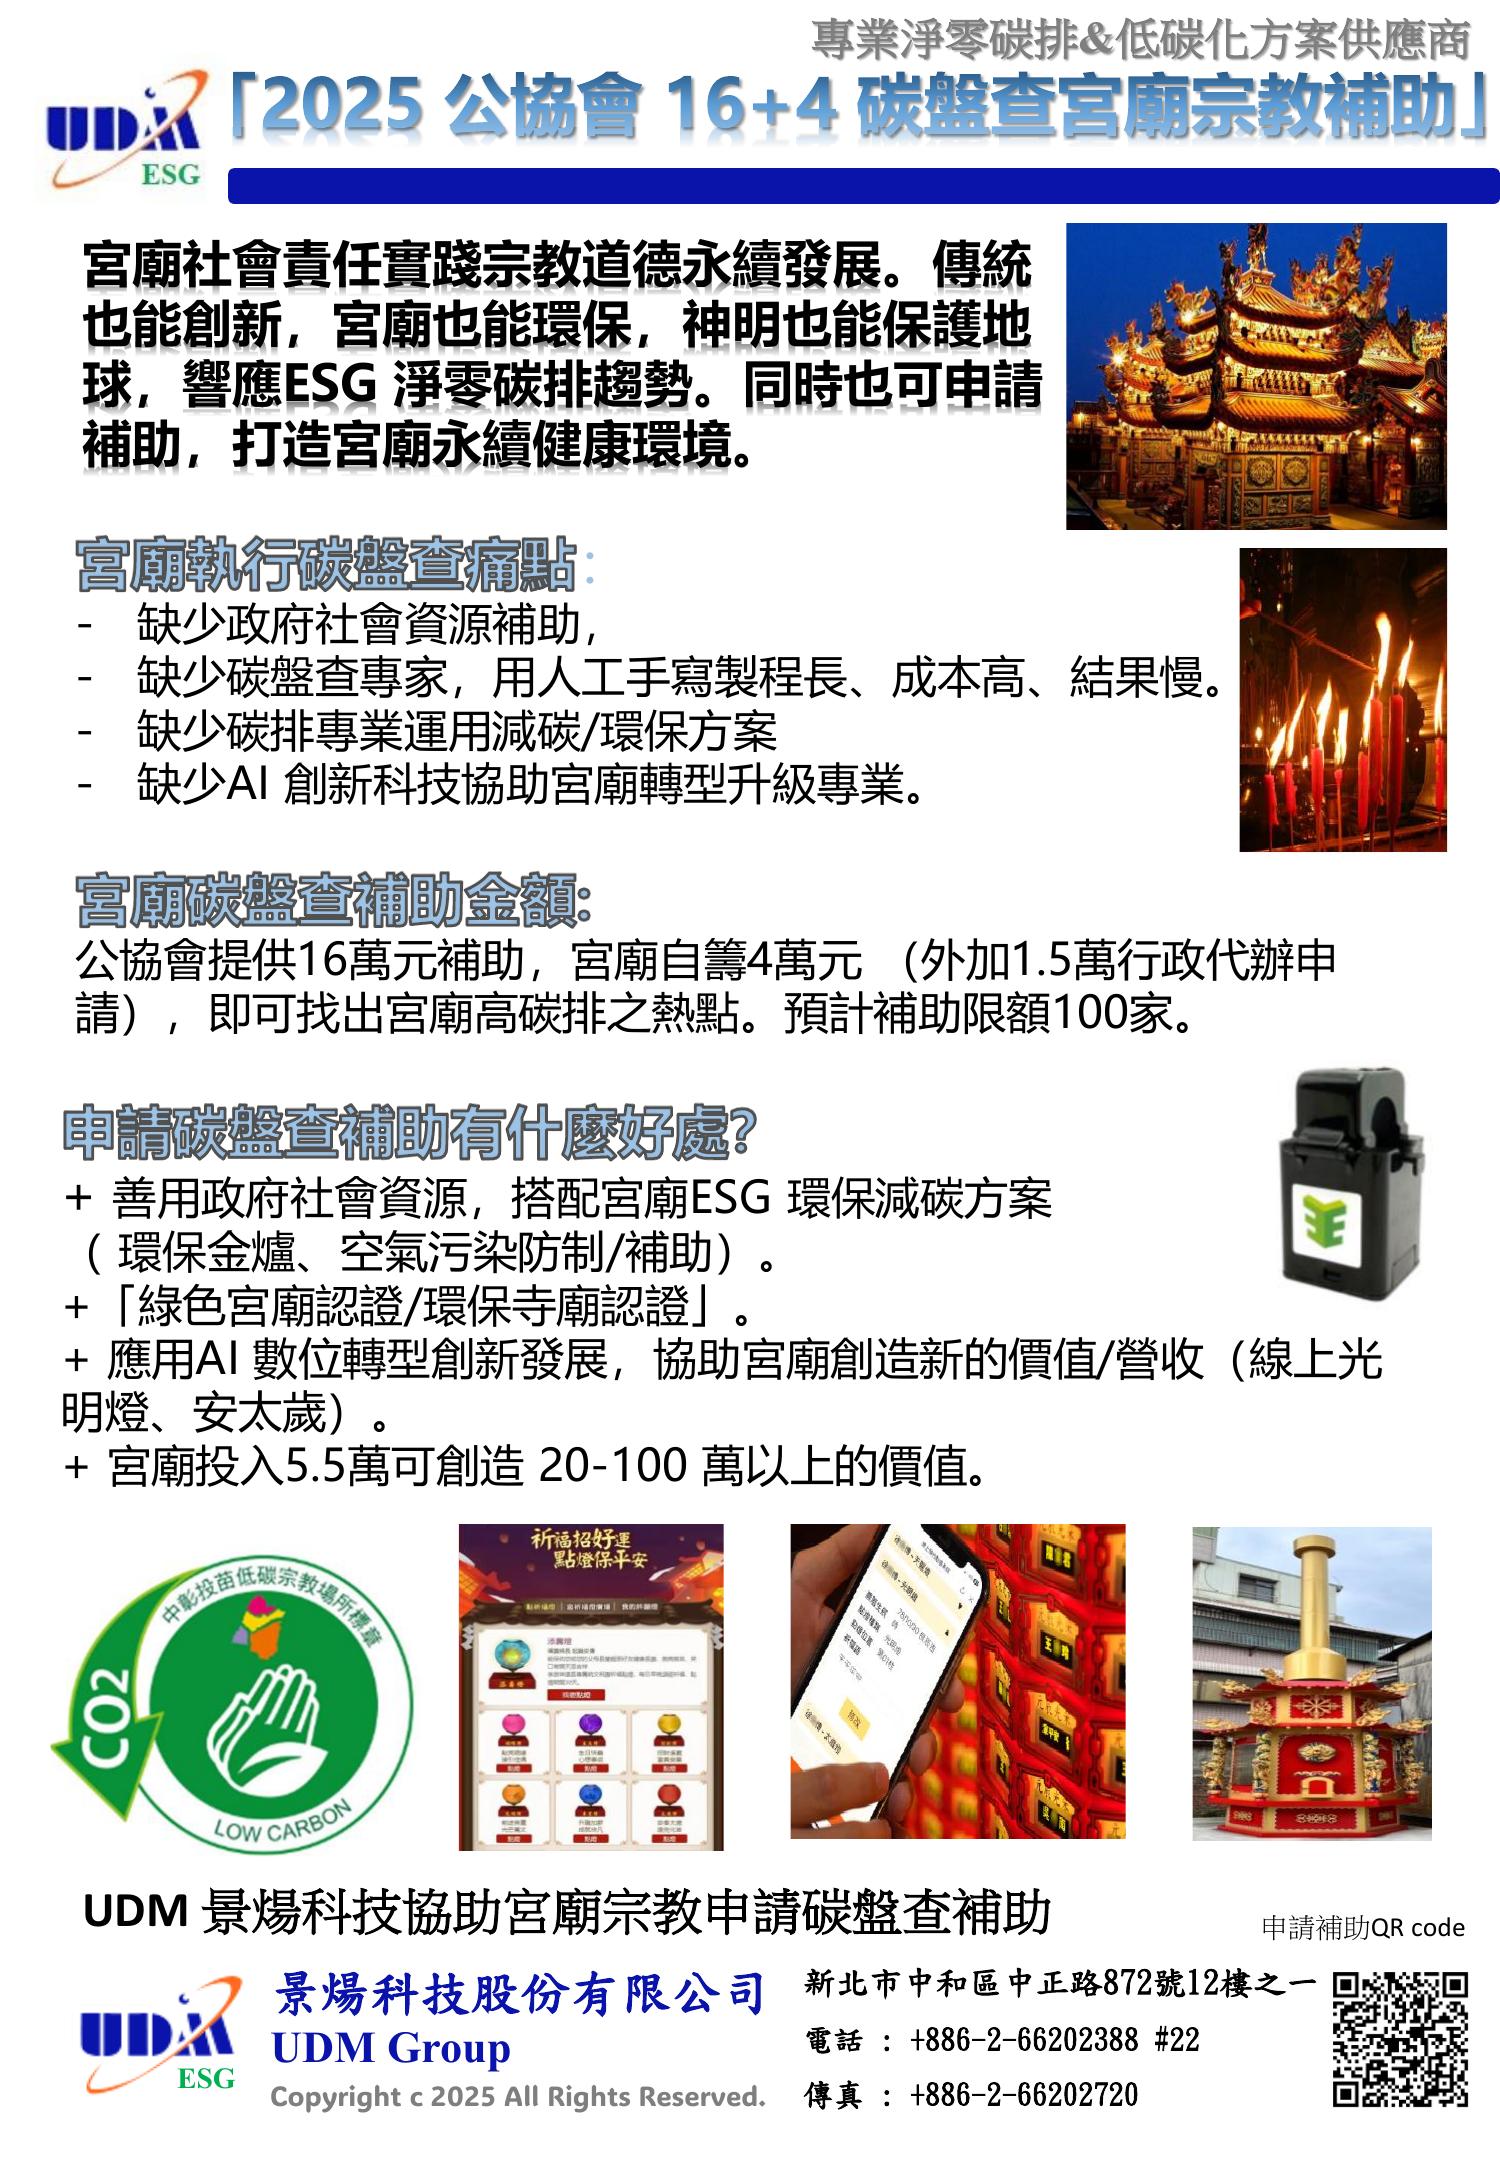 專業淨零碳排&低碳化方案供應商
UDM
ESG
「2025 公協會 16+4 碳盤查宮廟宗教補助」
宮廟社會責任實踐宗教道德永續發展。傳統
也能創新，宮廟也能環保，神明也能保護地
球，響應ESG 淨零碳排趨勢。同時也可申請
補助，打造宮廟永續健康環境。
宮廟執行碳盤查痛點：
- 缺少政府社會資源補助，
- 缺少碳盤查專家，用人工手寫製程長、成本高、結果慢。
- 缺少碳排專業運用減碳/環保方案
- 缺少AI 創新科技協助宮廟轉型升級專業。
宮廟碳盤查補助金額:
公協會提供16萬元補助，宮廟自籌4萬元 （外加1.5萬行政代辦申
請），即可找出宮廟高碳排之熱點。預計補助限額100家。
申請碳盤查補助有什麼好處?
+ 善用政府社會資源，搭配宮廟ESG 環保減碳方案
（ 環保金爐、空氣污染防制/補助）。
+「綠色宮廟認證/環保寺廟認證」。
+ 應用AI 數位轉型創新發展，協助宮廟創造新的價值/營收（線上光
明燈、安太歲）。
+ 宮廟投入5.5萬可創造 20-100 萬以上的價值。
中彰投苗低碳宗教場所標章
CO2
LOW CARBON
祈福招好運
點燈保平安
UDM 景煬科技協助宮廟宗教申請碳盤查補助
申請補助QR code
UDM
ESG
景煬科技股份有限公司
UDM Group
Copyright c 2025 All Rights Reserved.
新北市中和區中正路872號12樓之一
電話 : +886-2-66202388 #22
傳真 : +886-2-66202720